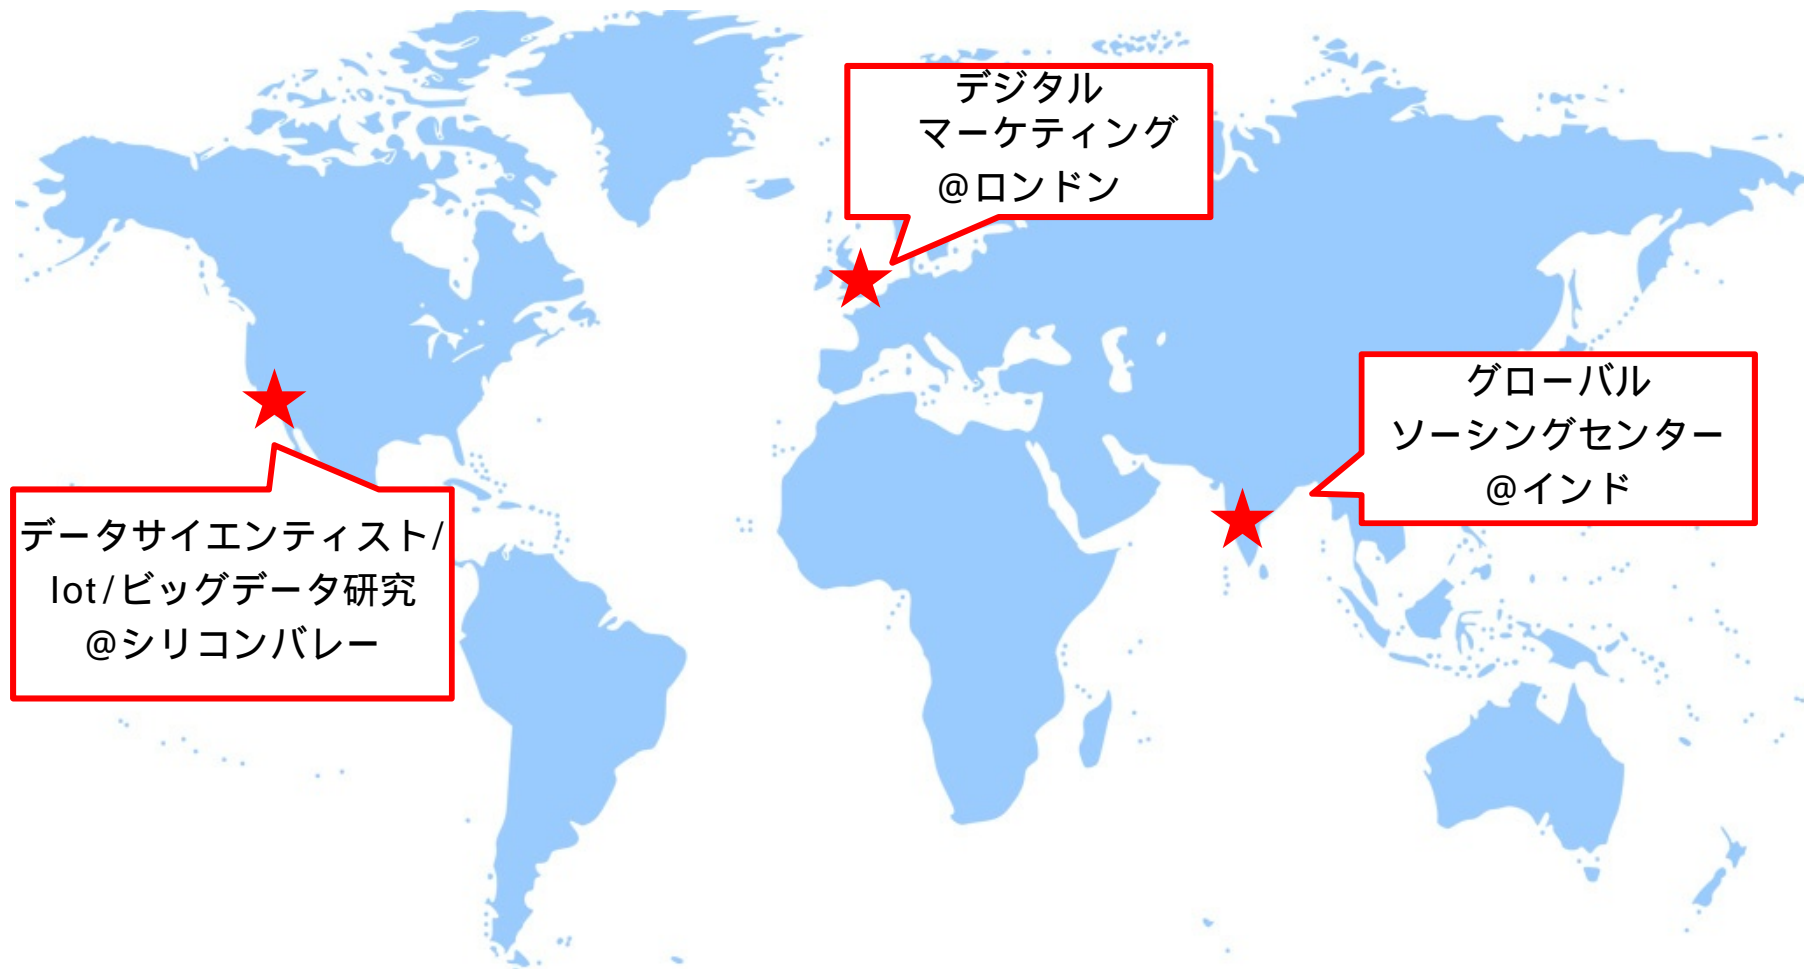 デジタル
マーケティング
@ロンドン
グローバル
ソーシングセンター
@インド
データサイエンティスト/
Iot/ビッグデータ研究
@シリコンバレー